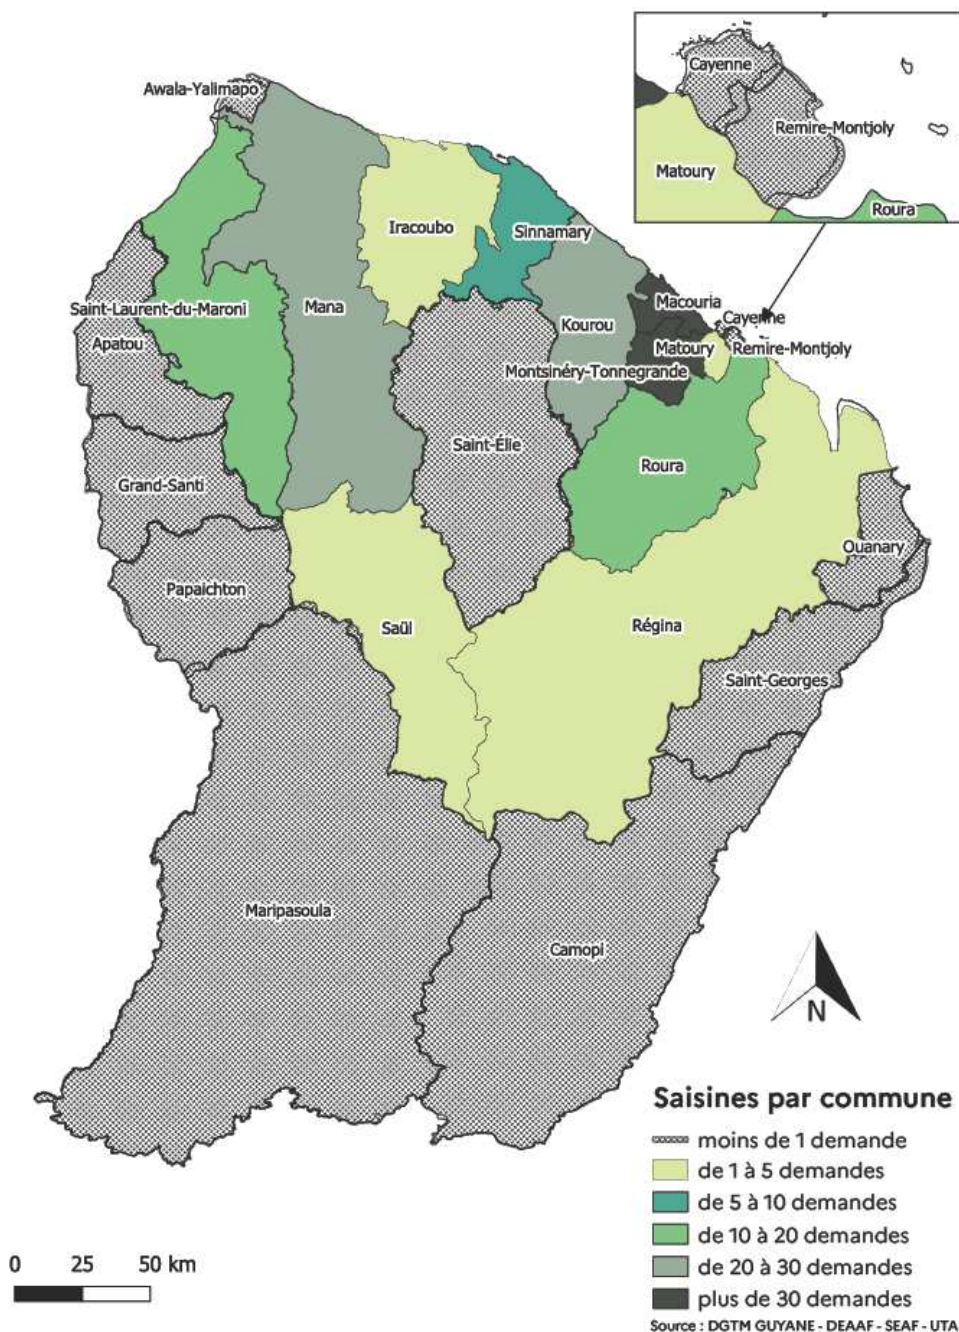 Cayenne
Remire-Montjoly
Matoury
Roura
Awala-Yalimapo
Iracoubo
Sinnamary
Saint-Laurent-du-Maroni
Mana
Macouria
Cayenne
Kourou
Apatou
Matoury
Remire-Montjoly
Montsinéry-Tonnegrande
Saint-Élie
Roura
Grand-Santi
Ouanary
Papaichton
Saül
Régina
Saint-Georges
Maripasoula
Camopi
N
Saisines par commune
moins de 1 demande
de 1 à 5 demandes
de 5 à 10 demandes
de 10 à 20 demandes
de 20 à 30 demandes
plus de 30 demandes
0 25 50 km
Source : DGTM GUYANE - DEAAF - SEAF - UTA